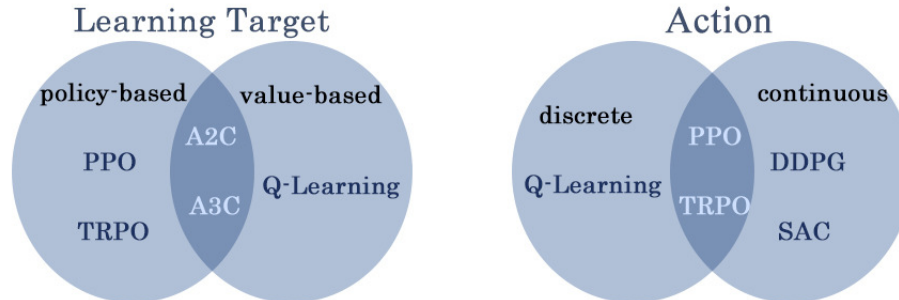 Learning Target
policy-based
value-based
A2C
PPO
Q-Learning
A3C
TRPO
Action
discrete
continuous
PPO
DDPG
Q-Learning
TRPO
SAC